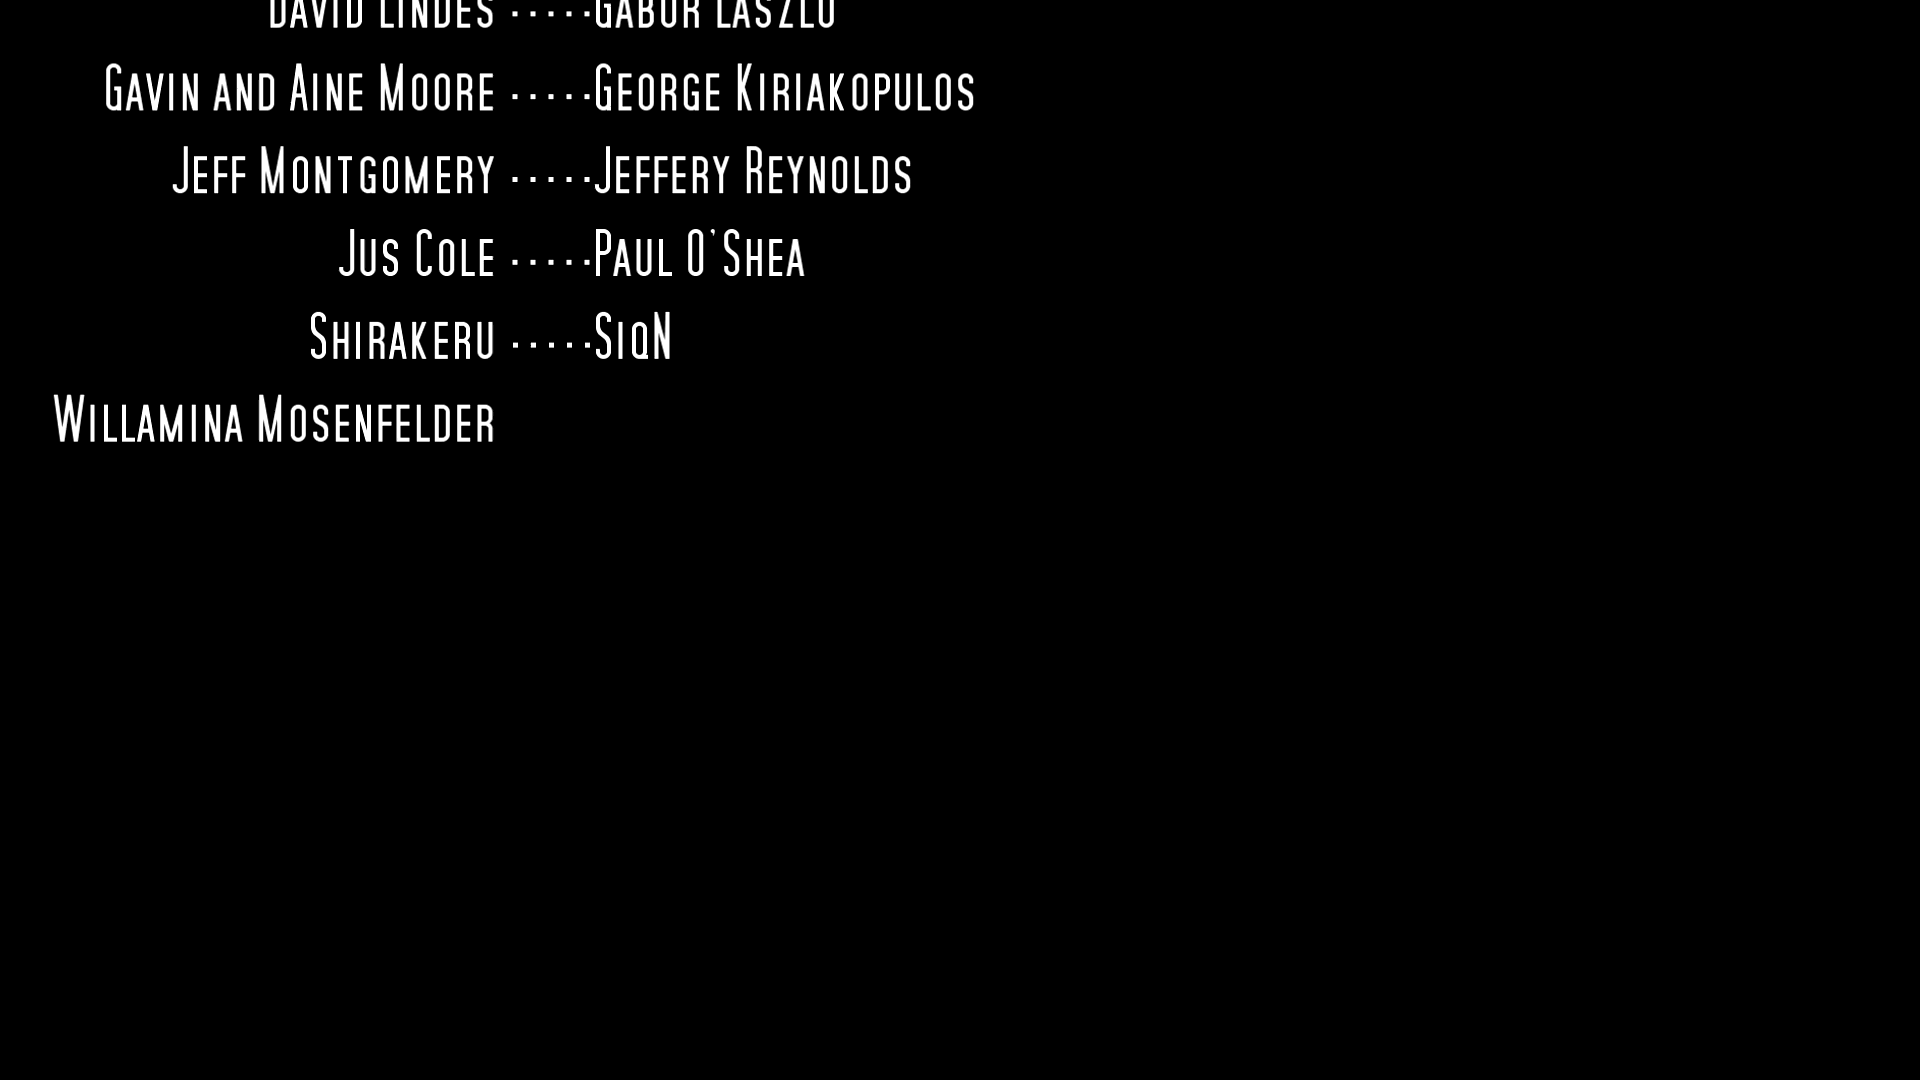 David Lindes .....Gabor Laszlo
Gavin and Aine Moore .....George Kiriakopulos
Jeff Montgomery .....Jeffery Reynolds
Jus Cole .....Paul O'Shea
Shirakeru .....SiqN
Willamina Mosenfelder